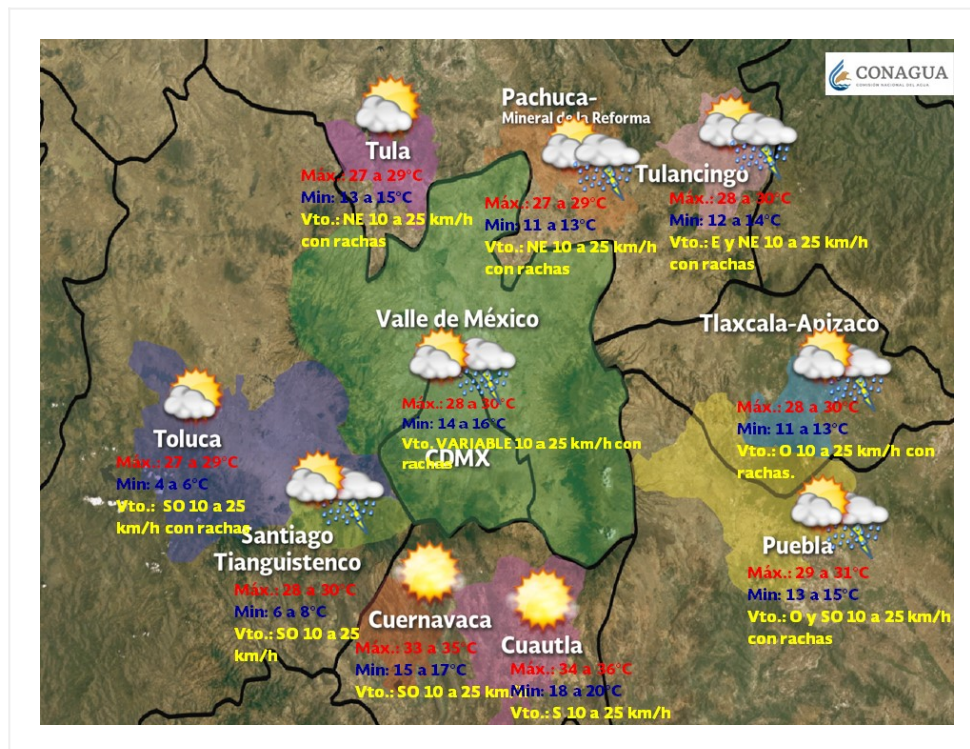 CONAGUA
COMISIÓN NACIONAL DEL AGUA
Tula
Máx.: 27 a 29°C
Min: 13 a 15°C
Vto.: NE 10 a 25 km/h
con rachas
Pachuca-
Mineral de la Reforma
Máx.: 27 a 29°C
Min: 11 a 13°C
Vto.: NE 10 a 25 km/h
con rachas
Tulancingo
Máx.: 28 a 30°C
Min: 12 a 14°C
Vto.: E y NE 10 a 25 km/h
con rachas
Valle de México
Máx.: 28 a 30°C
Min: 14 a 16°C
Vto. VARIABLE 10 a 25 km/h con
rachas
CDMX
Tlaxcala-Apizaco
Máx.: 28 a 30°C
Min: 11 a 13°C
Vto.: O 10 a 25 km/h con
rachas.
Toluca
Máx.: 27 a 29°C
Min: 4 a 6°C
Vto.: SO 10 a 25
km/h con rachas
Santiago
Tianguistenco
Máx.: 28 a 30°C
Min: 6 a 8°C
Vto.: SO 10 a 25
km/h
Puebla
Máx.: 29 a 31°C
Min: 13 a 15°C
Vto.: O y SO 10 a 25 km/h
con rachas
Cuernavaca
Máx.: 33 a 35°C
Min: 15 a 17°C
Vto.: SO 10 a 25 km/h
Cuautla
Máx.: 34 a 36°C
Min: 18 a 20°C
Vto.: S 10 a 25 km/h